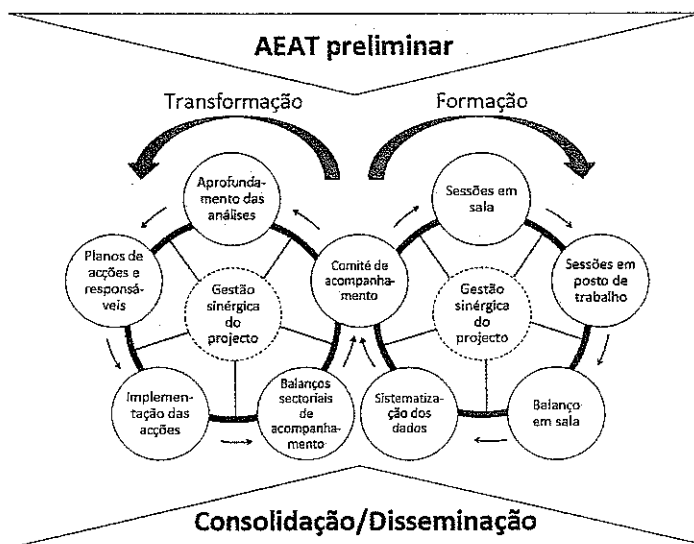 AEAT preliminar
Transformação
Formação
Aprofunda-
mento das
análises
Sessões em
sala
Planos de
acções e
responsá-
veis
Gestão
sinérgica
do
projecto
Comité de
acompanha-
mento
Gestão
sinérgica
do
projecto
Sessões em
posto de
trabalho
Implemen-
tação das
acções
Balanços
sectoriais
de
acompanha-
mento
Sistematiza-
ção dos
dados
Balanço
em sala
Consolidação/Disseminação